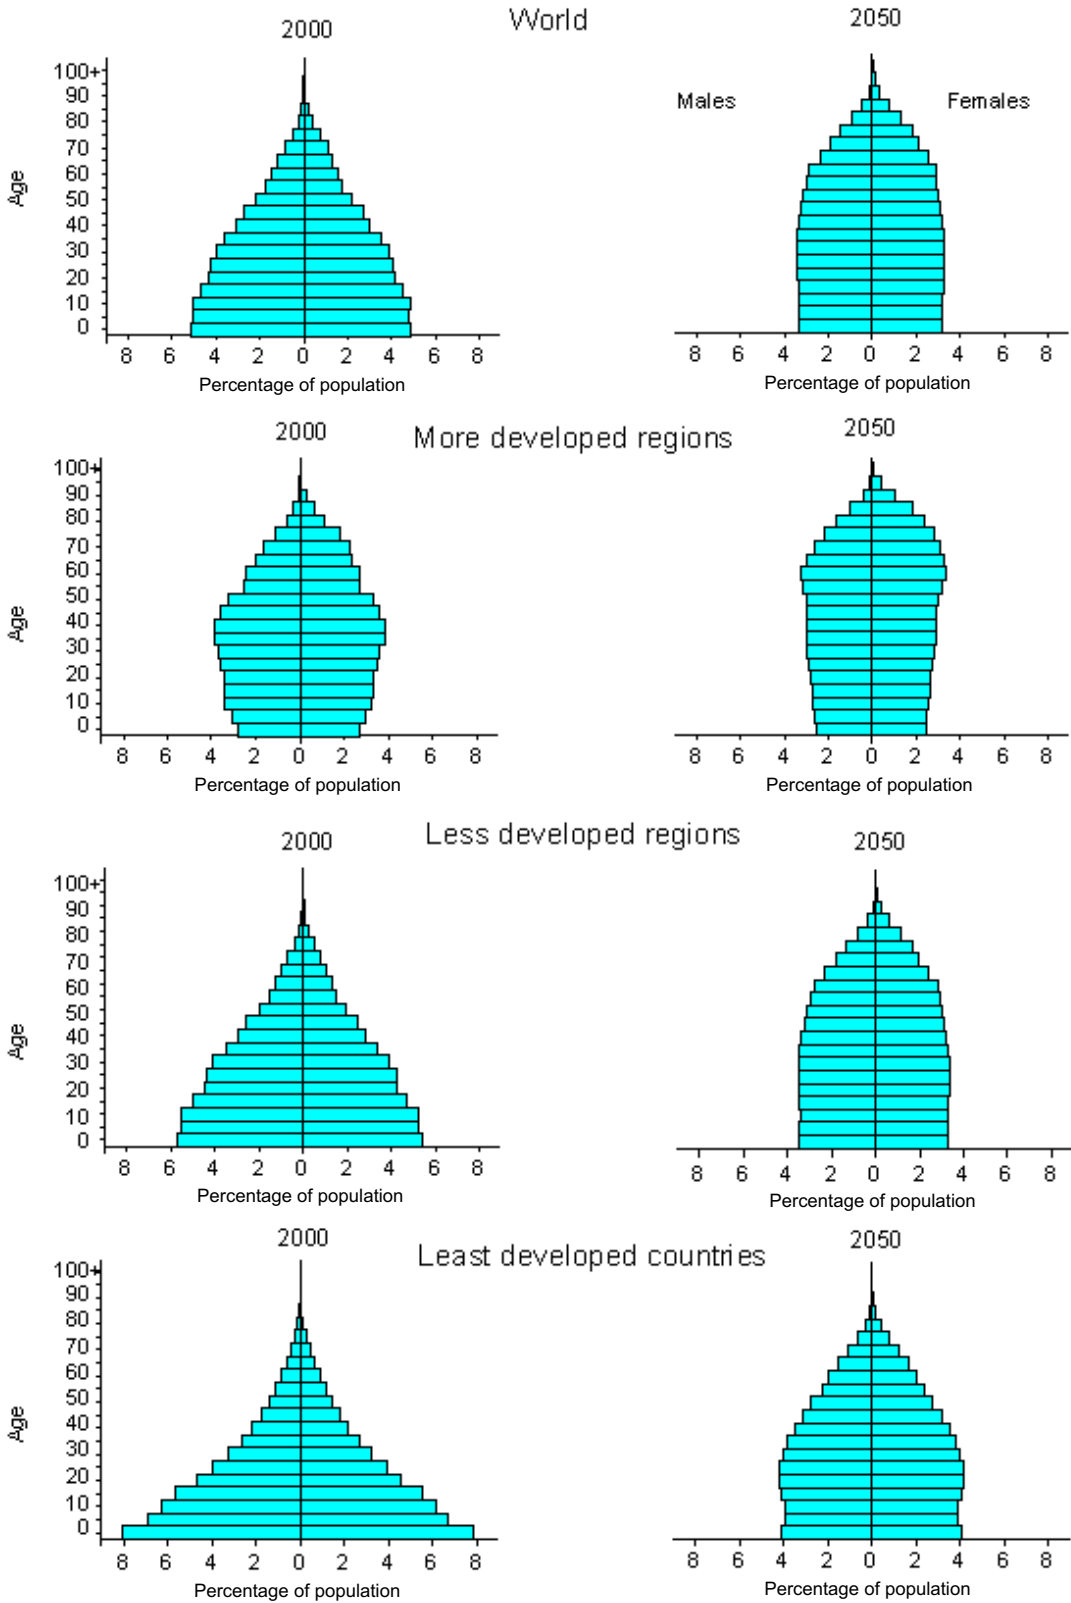 World
2000
2050
Males
Females
Age
100+
90
80
70
60
50
40
30
20
10
0
8 6 4 2 0 2 4 6 8
Percentage of population
8 6 4 2 0 2 4 6 8
Percentage of population
More developed regions
2000
2050
Age
100+
90
80
70
60
50
40
30
20
10
0
8 6 4 2 0 2 4 6 8
Percentage of population
8 6 4 2 0 2 4 6 8
Percentage of population
Less developed regions
2000
2050
Age
100+
90
80
70
60
50
40
30
20
10
0
8 6 4 2 0 2 4 6 8
Percentage of population
8 6 4 2 0 2 4 6 8
Percentage of population
Least developed countries
2000
2050
Age
100+
90
80
70
60
50
40
30
20
10
0
8 6 4 2 0 2 4 6 8
Percentage of population
8 6 4 2 0 2 4 6 8
Percentage of population